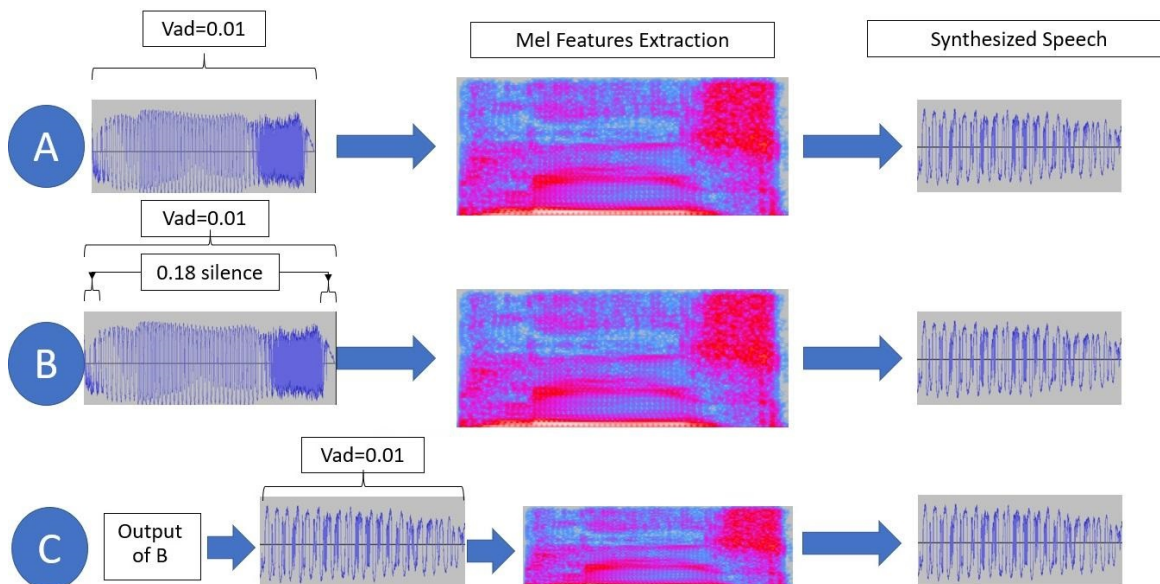 Vad=0.01
Mel Features Extraction
Synthesized Speech
A
Vad=0.01
0.18 silence
B
Vad=0.01
C
Output
of B